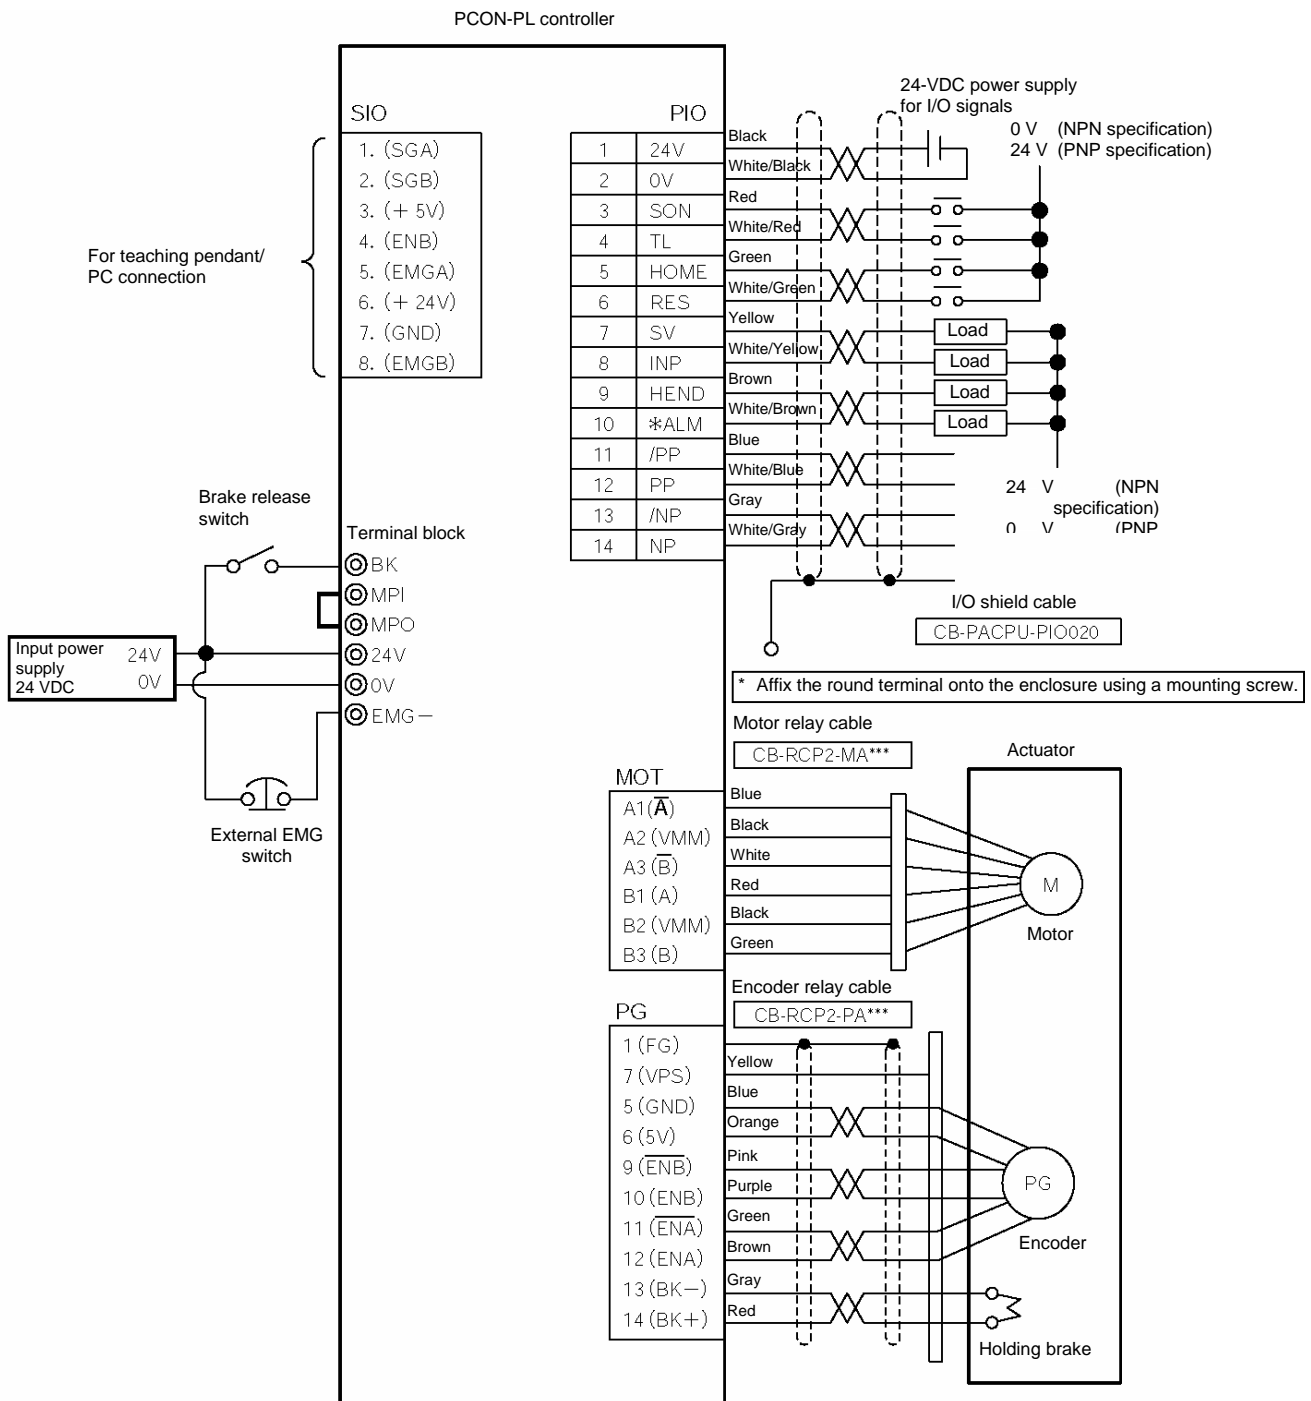 PCON-PL controller
SIO
1. (SGA)
2. (SGB)
3. (+ 5V)
4. (ENB)
5. (EMGA)
6. (+ 24V)
7. (GND)
8. (EMGB)
For teaching pendant/
PC connection
PIO
1 24V
2 0V
3 SON
4 TL
5 HOME
6 RES
7 SV
8 INP
9 HEND
10 *ALM
11 /PP
12 PP
13 /NP
14 NP
Black
White/Black
Red
White/Red
Green
White/Green
Yellow
White/Yellow
Brown
White/Brown
Blue
White/Blue
Gray
White/Gray
24-VDC power supply
for I/O signals
0 V (NPN specification)
24 V (PNP specification)
Load
Load
Load
Load
24 V (NPN
specification)
0 V (PNP
I/O shield cable
CB-PACPU-PIO020
* Affix the round terminal onto the enclosure using a mounting screw.
Brake release
switch
Terminal block
BK
MPI
MPO
24V
0V
EMG−
Input power
supply
24 VDC
24V
0V
External EMG
switch
Motor relay cable
CB-RCP2-MA***
Actuator
MOT
A1(A̅)
A2(VMM)
A3(B̅)
B1(A)
B2(VMM)
B3(B)
Blue
Black
White
Red
Black
Green
M
Motor
Encoder relay cable
CB-RCP2-PA***
PG
1(FG)
7(VPS)
5(GND)
6(5V)
9(E̅N̅B̅)
10(ENB)
11(E̅N̅A̅)
12(ENA)
13(BK−)
14(BK+)
Yellow
Blue
Orange
Pink
Purple
Green
Brown
Gray
Red
PG
Encoder
Holding brake